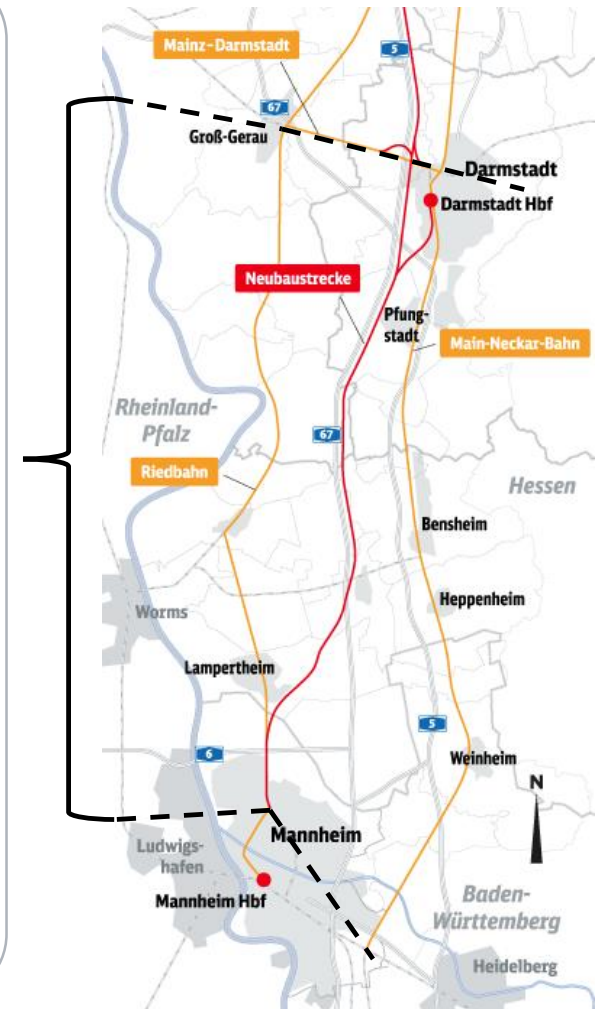 Mainz-Darmstadt
5
67
Groß-Gerau
Darmstadt
Darmstadt Hbf
Neubaustrecke
Pfung-
stadt
Main-Neckar-Bahn
Rheinland-
Pfalz
67
Riedbahn
Hessen
Bensheim
Worms
Heppenheim
Lampertheim
5
6
Weinheim
N
Mannheim
Ludwigs-
hafen
Mannheim Hbf
Baden-
Württemberg
Heidelberg